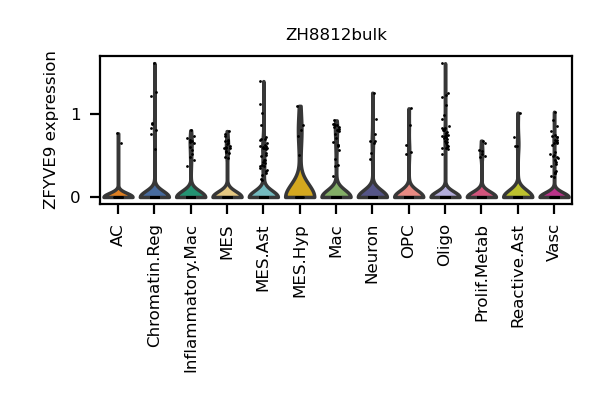 ZH8812bulk
ZFYVE9 expression
1
0
AC
Chromatin.Reg
Inflammatory.Mac
MES
MES.Ast
MES.Hyp
Mac
Neuron
OPC
Oligo
Prolif.Metab
Reactive.Ast
Vasc